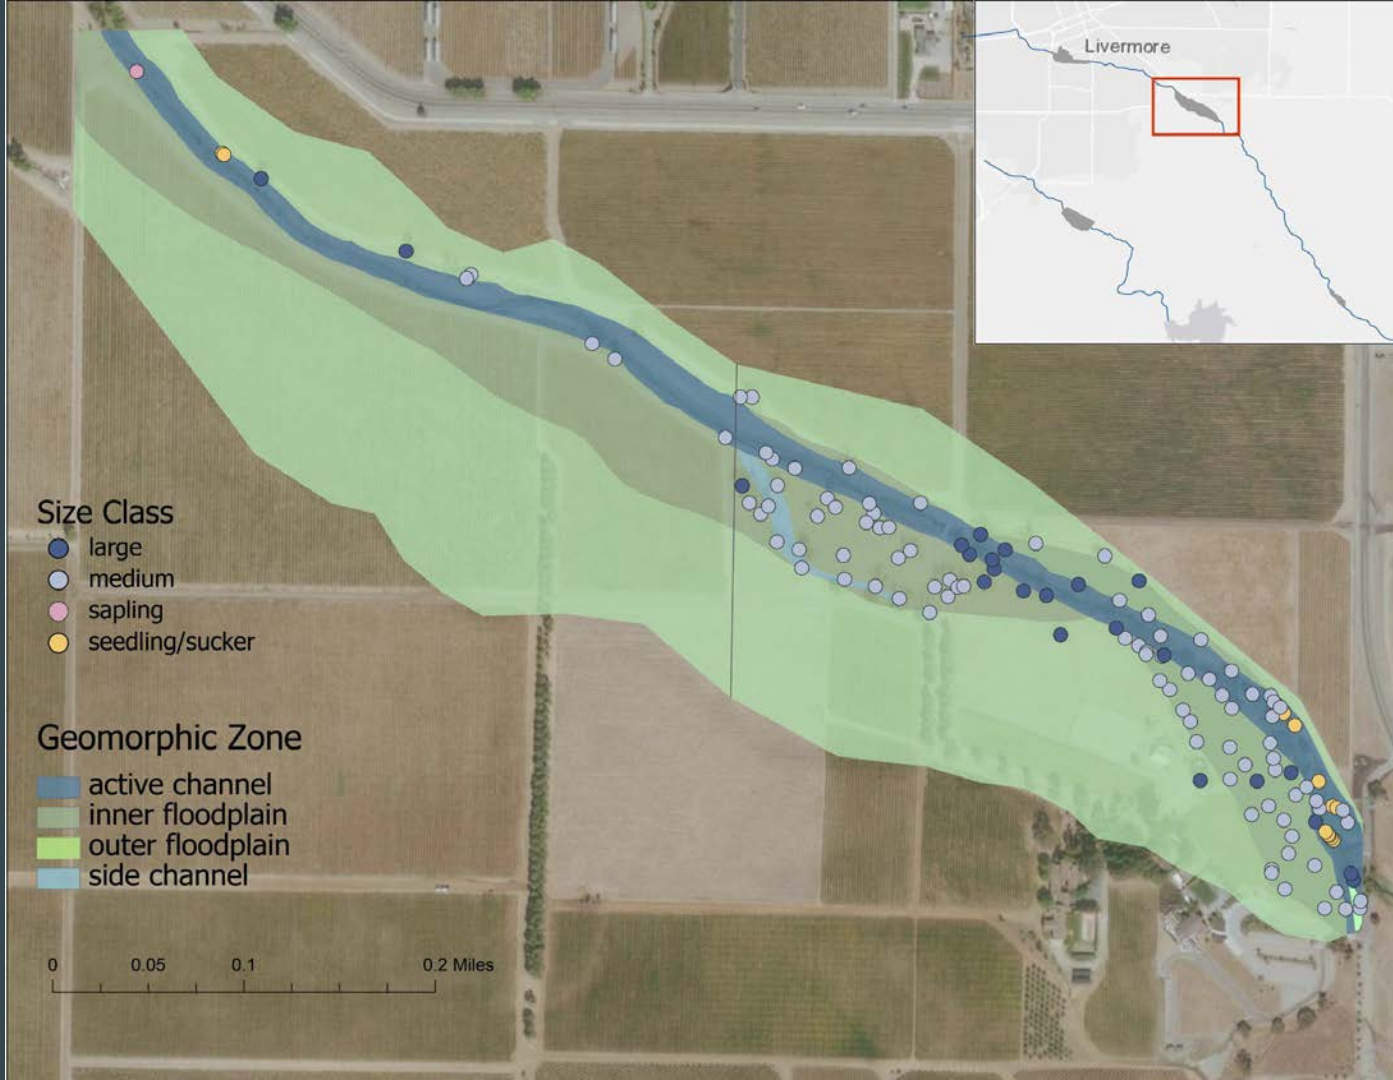 Livermore
Size Class
large
medium
sapling
seedling/sucker
Geomorphic Zone
active channel
inner floodplain
outer floodplain
side channel
0 0.05 0.1 0.2 Miles